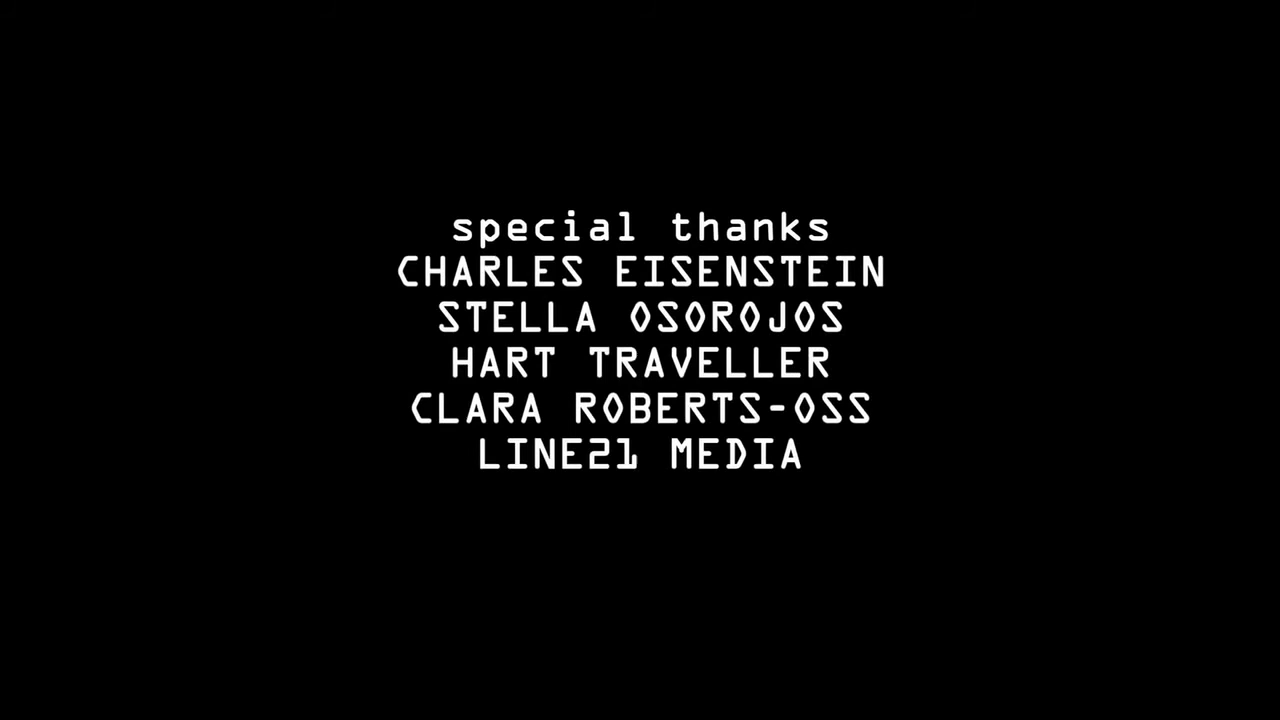 special thanks
CHARLES EISENSTEIN
STELLA OSOROJOS
HART TRAVELLER
CLARA ROBERTS-OSS
LINE21 MEDIA